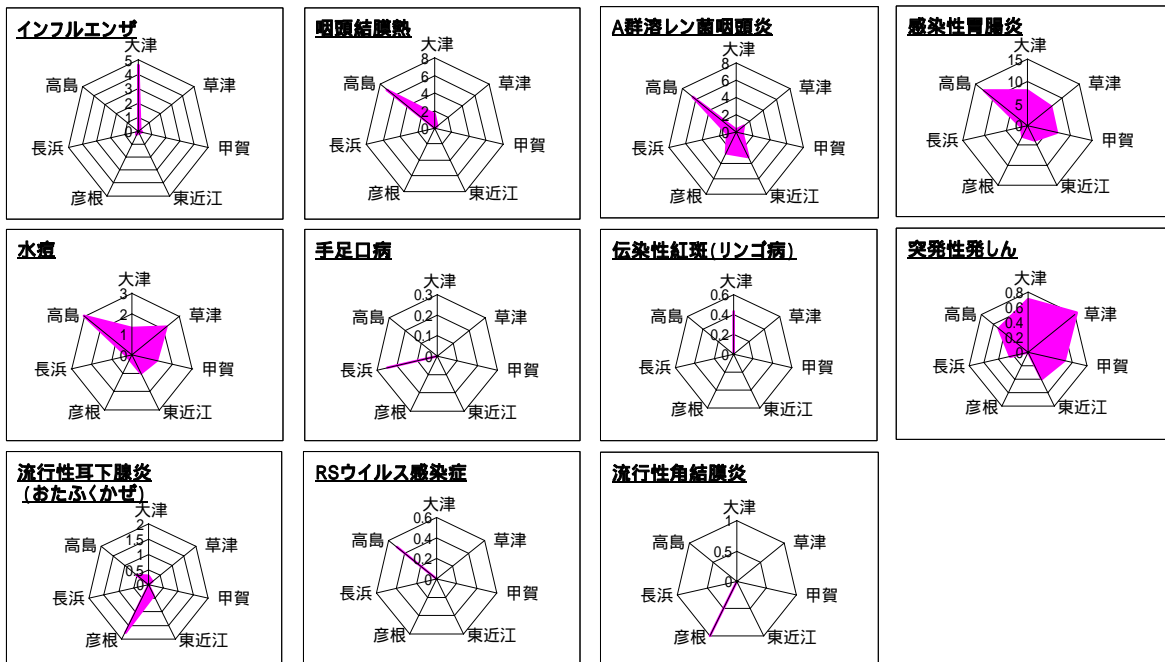 インフルエンザ
大津
5
4
3
2
1
0
草津
甲賀
東近江
彦根
長浜
高島
咽頭結膜熱
大津
8
6
4
2
0
草津
甲賀
東近江
彦根
長浜
高島
A群溶レン菌咽頭炎
大津
8
6
4
2
0
草津
甲賀
東近江
彦根
長浜
高島
感染性胃腸炎
大津
15
10
5
0
草津
甲賀
東近江
彦根
長浜
高島
水痘
大津
3
2
1
0
草津
甲賀
東近江
彦根
長浜
高島
手足口病
大津
0.3
0.2
0.1
0
草津
甲賀
東近江
彦根
長浜
高島
伝染性紅斑(リンゴ病)
大津
0.6
0.4
0.2
0
草津
甲賀
東近江
彦根
長浜
高島
突発性発しん
大津
0.8
0.6
0.4
0.2
0
草津
甲賀
東近江
彦根
長浜
高島
流行性耳下腺炎
(おたふくかぜ)
大津
2
1.5
1
0.5
0
草津
甲賀
東近江
彦根
長浜
高島
RSウイルス感染症
大津
0.6
0.4
0.2
0
草津
甲賀
東近江
彦根
長浜
高島
流行性角結膜炎
大津
1
0.5
0
草津
甲賀
東近江
彦根
長浜
高島